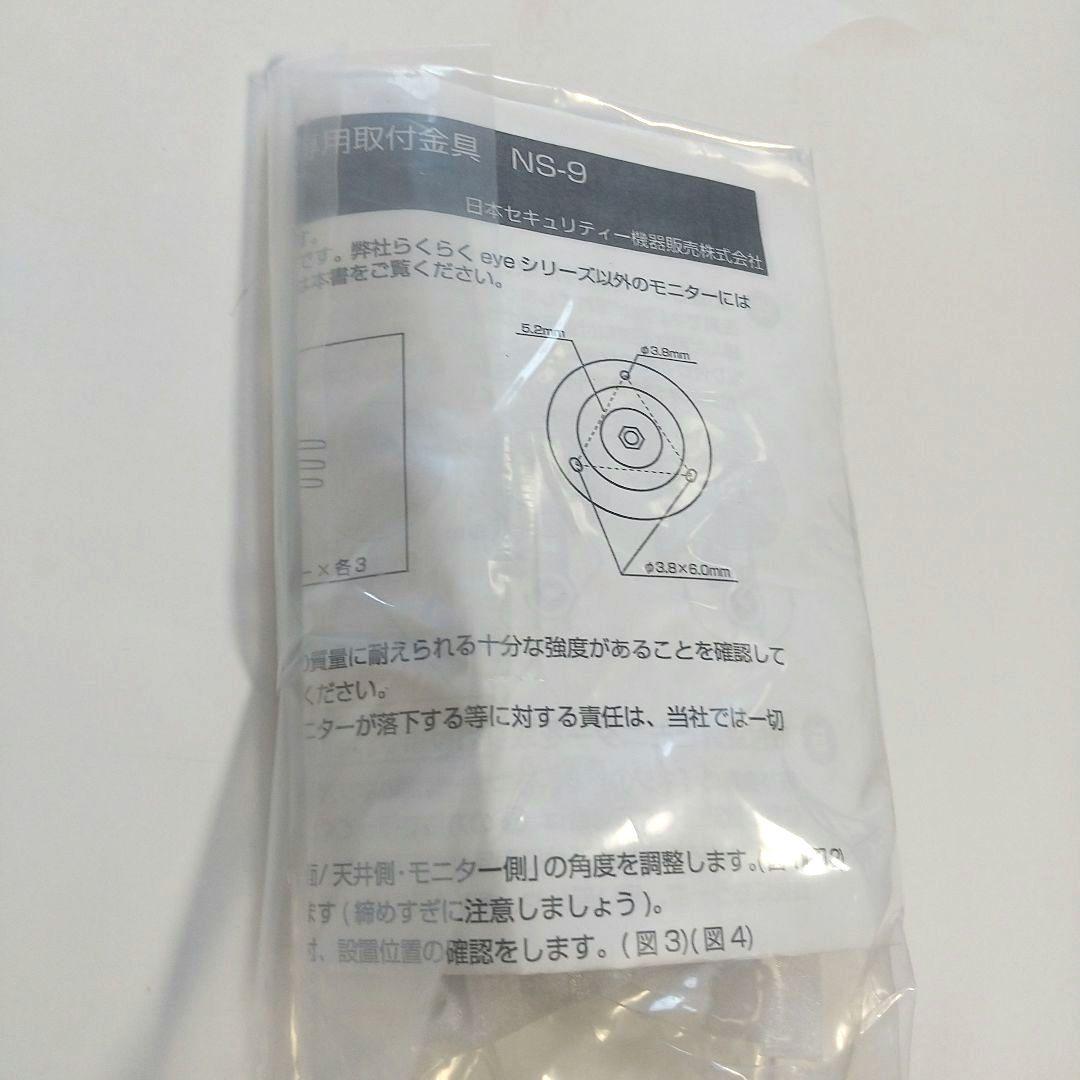 専用取付金具 NS-9
日本セキュリティー機器販売株式会社
す。
です。弊社らくらくeyeシリーズ以外のモニターには
本書をご覧ください。
5.2mm
φ3.8mm
φ3.8×6.0mm
ー×各3
の質量に耐えられる十分な強度があることを確認して
ください。
ニターが落下する等に対する責任は、当社では一切
面/天井側・モニター側」の角度を調整します。
ます(締めすぎに注意しましょう)。
設置位置の確認をします。(図3)(図4)